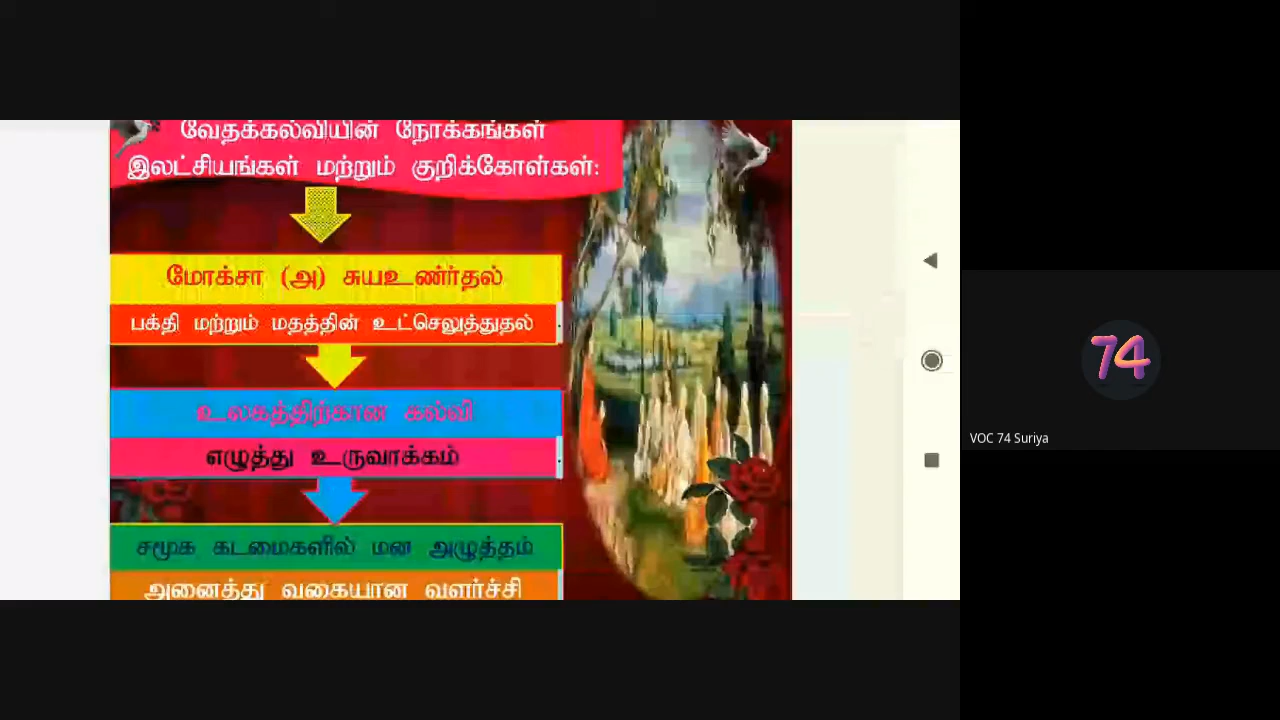 வேதக்கல்வியின் நோக்கங்கள்
இலட்சியங்கள் மற்றும் குறிக்கோள்கள்:
மோக்சா (அ) சுயஉணர்தல்
பக்தி மற்றும் மதத்தின் உட்செலுத்துதல்
உலகத்திற்கான கல்வி
எழுத்து உருவாக்கம்
சமூக கடமைகளில் மன அழுத்தம்
அனைத்து வகையான வளர்ச்சி
74
VOC 74 Suriya